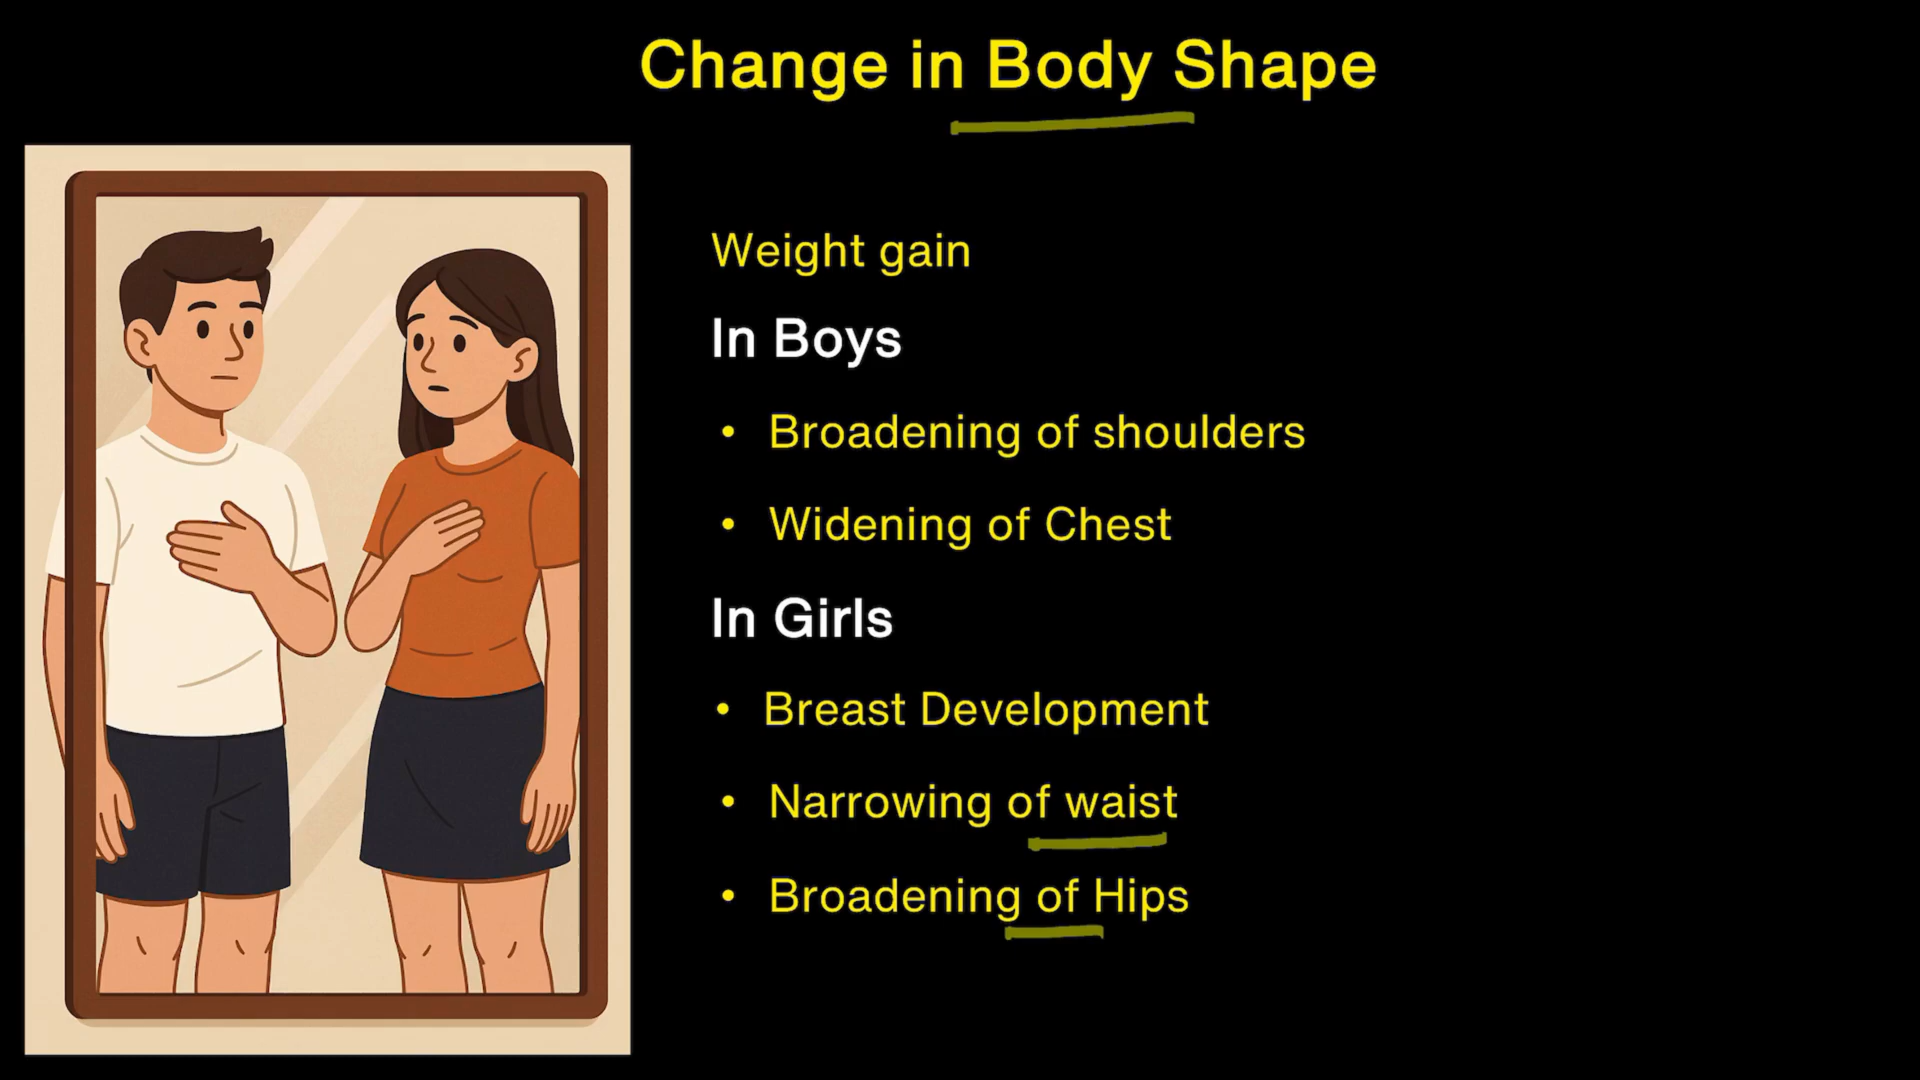 Change in Body Shape
Weight gain
In Boys
• Broadening of shoulders
• Widening of Chest
In Girls
• Breast Development
• Narrowing of waist
• Broadening of Hips